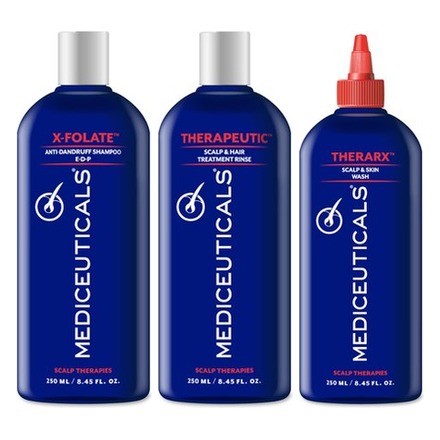 X-FOLATE™
ANTI-DANDRUFF SHAMPOO
E-D-P
MEDICEUTICALS®
SCALP THERAPIES
250 ML / 8.45 FL. OZ.
THERAPEUTIC™
SCALP & HAIR
TREATMENT RINSE
MEDICEUTICALS®
SCALP THERAPIES
250 ML / 8.45 FL. OZ.
THERARX™
SCALP & SKIN
WASH
MEDICEUTICALS®
SCALP THERAPIES
250 ML / 8.45 FL. OZ.